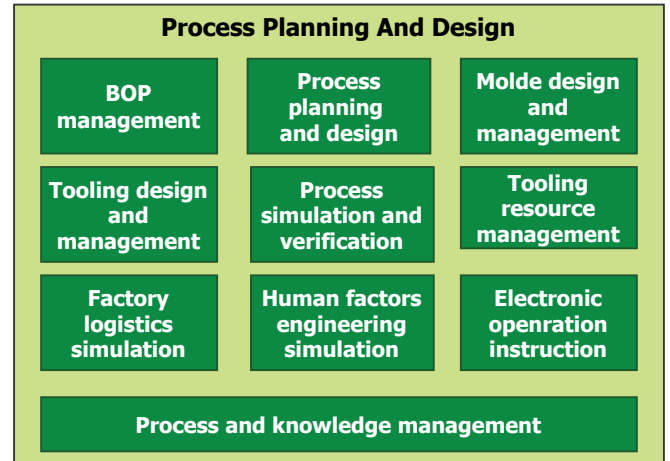 Process Planning And Design
BOP
management
Process
planning
and design
Molde design
and
management
Tooling design
and
management
Process
simulation and
verification
Tooling
resource
management
Factory
logistics
simulation
Human factors
engineering
simulation
Electronic
openration
instruction
Process and knowledge management